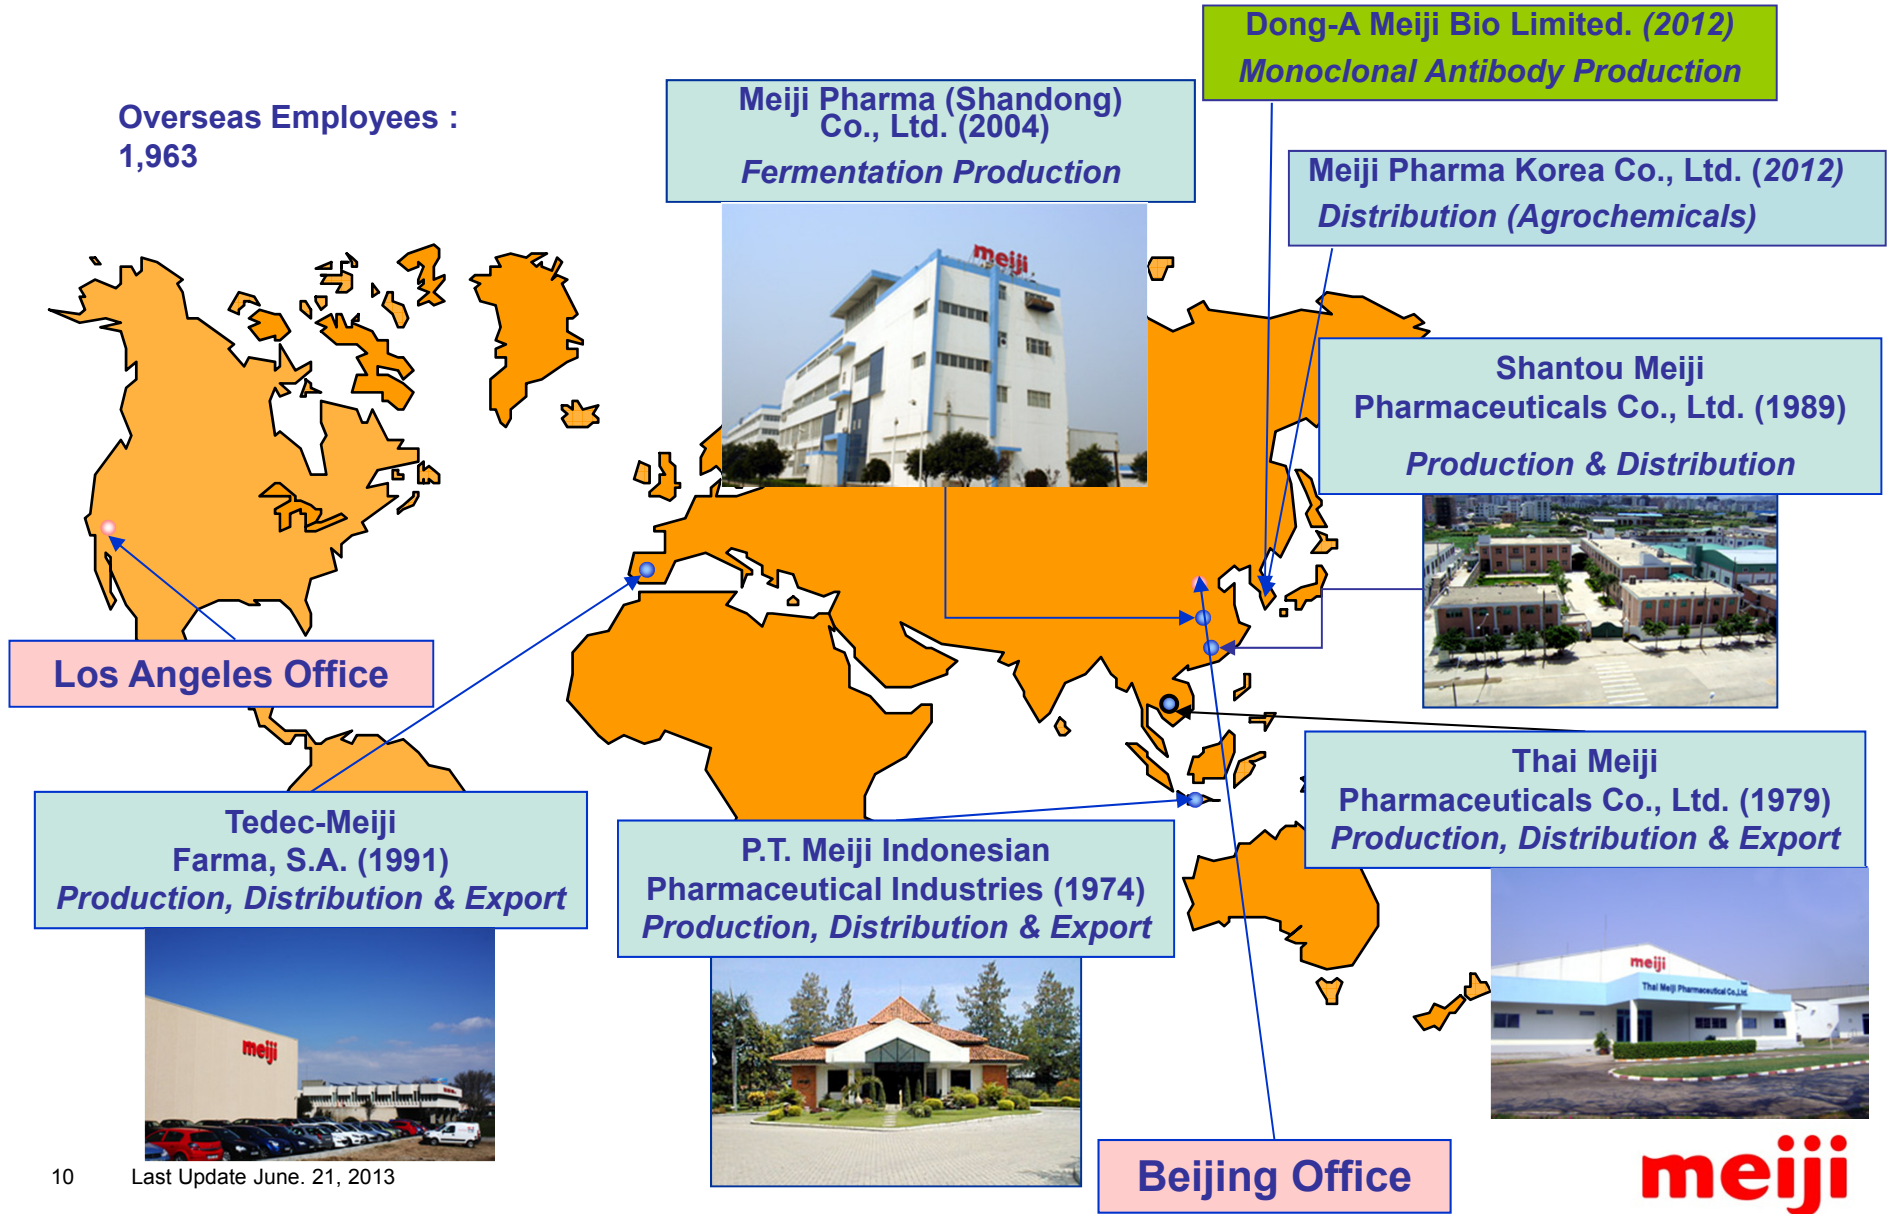 Dong-A Meiji Bio Limited. (2012)
Monoclonal Antibody Production
Meiji Pharma (Shandong)
Co., Ltd. (2004)
Fermentation Production
Overseas Employees :
1,963
Meiji Pharma Korea Co., Ltd. (2012)
Distribution (Agrochemicals)
meiji
Shantou Meiji
Pharmaceuticals Co., Ltd. (1989)
Production & Distribution
Los Angeles Office
Thai Meiji
Pharmaceuticals Co., Ltd. (1979)
Production, Distribution & Export
Tedec-Meiji
Farma, S.A. (1991)
Production, Distribution & Export
P.T. Meiji Indonesian
Pharmaceutical Industries (1974)
Production, Distribution & Export
meiji
Thai Meiji Pharmaceutical Co.,Ltd.
meiji
Beijing Office
meiji
10 Last Update June. 21, 2013